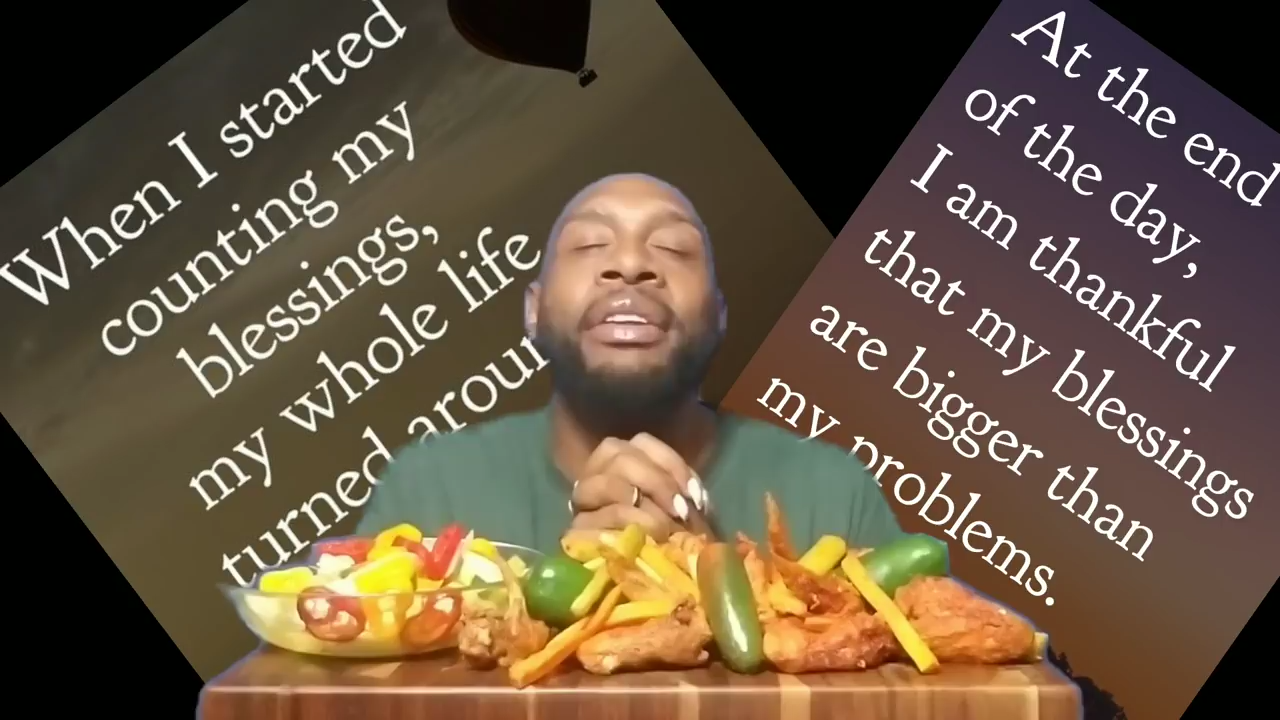 When I started
counting my
blessings,
my whole life
turned
At the end
of the day,
I am thankful
that my blessings
are bigger than
my problems.